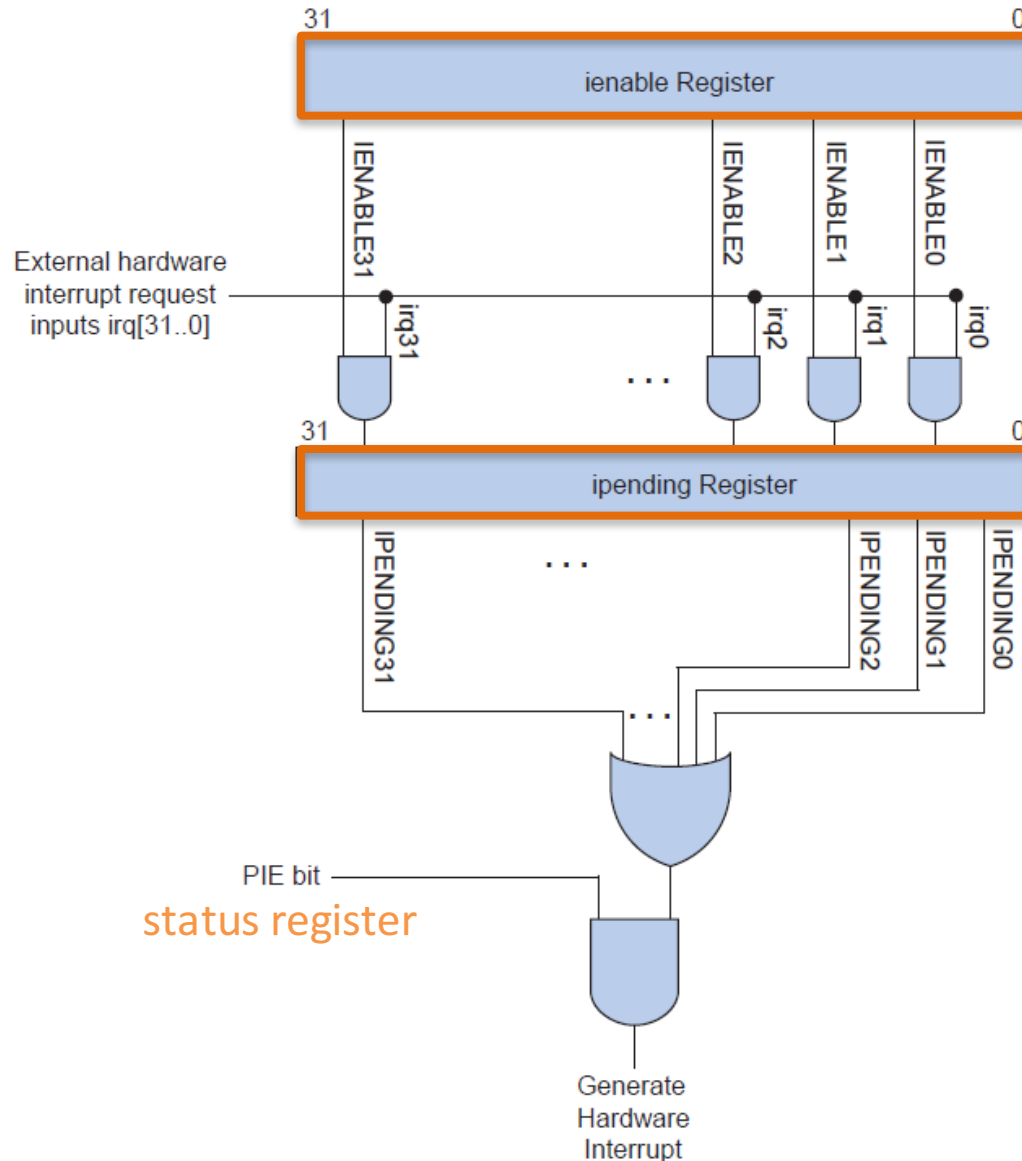 31
0
ienable Register
IENABLE31
IENABLE2
IENABLE1
IENABLE0
External hardware
interrupt request
inputs irq[31..0]
irq31
irq2
irq1
irq0
. . .
31
0
ipending Register
IPENDING31
. . .
IPENDING2
IPENDING1
IPENDING0
. . .
PIE bit
status register
Generate
Hardware
Interrupt